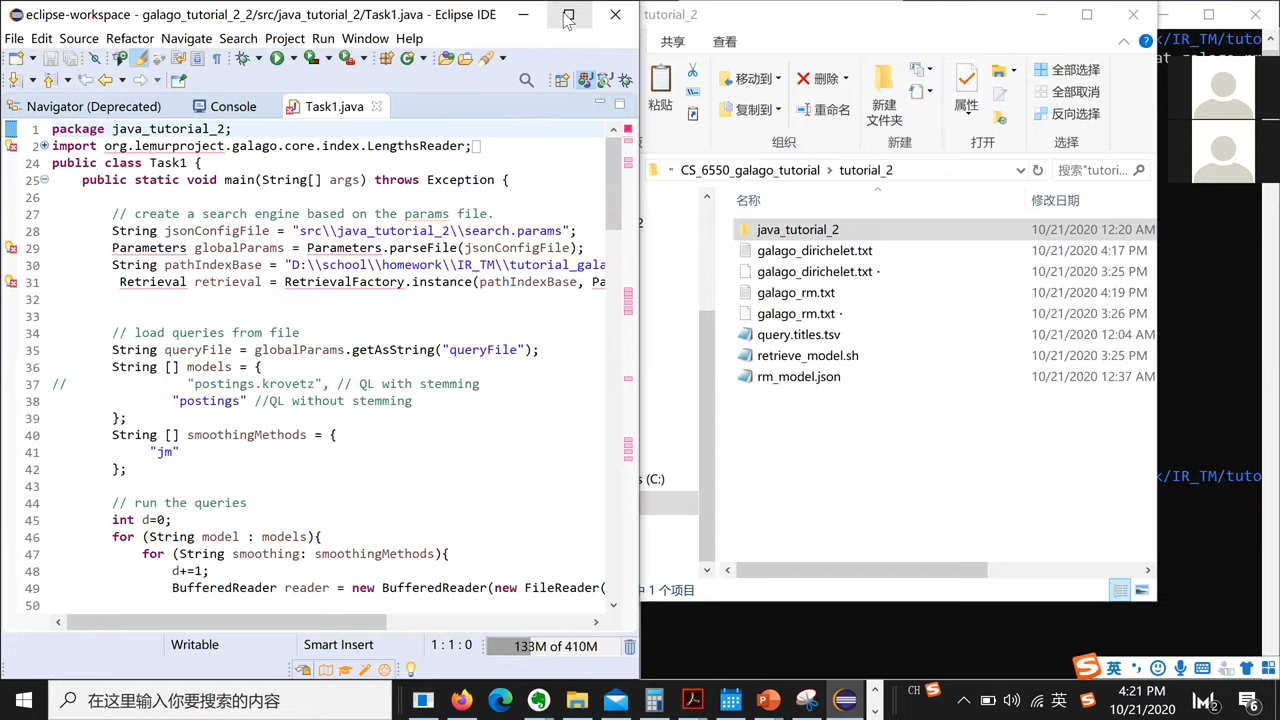 eclipse-workspace - galago_tutorial_2_2/src/java_tutorial_2/Task1.java - Eclipse IDE
File Edit Source Refactor Navigate Search Project Run Window Help
Navigator (Deprecated) Console Task1.java
1 package java_tutorial_2;
2 import org.lemurproject.galago.core.index.LengthsReader;
24 public class Task1 {
25 public static void main(String[] args) throws Exception {
26
27 // create a search engine based on the params file.
28 String jsonConfigFile = "src\\java_tutorial_2\\search.params";
29 Parameters globalParams = Parameters.parseFile(jsonConfigFile);
30 String pathIndexBase = "D:\\school\\homework\\IR_TM\\tutorial_gala
31 Retrieval retrieval = RetrievalFactory.instance(pathIndexBase, Pa
32
33
34 // load queries from file
35 String queryFile = globalParams.getAsString("queryFile");
36 String [] models = {
37 // "postings.krovetz", // QL with stemming
38 "postings" //QL without stemming
39 };
40 String [] smoothingMethods = {
41 "jm"
42 };
43
44 // run the queries
45 int d=0;
46 for (String model : models){
47 for (String smoothing: smoothingMethods){
48 d+=1;
49 BufferedReader reader = new BufferedReader(new FileReader(
50
Writable Smart Insert 1 : 1 : 0 133M of 410M
tutorial_2
共享 查看
粘贴 移动到 复制到 删除 重命名 新建 文件夹 属性 全部选择 全部取消 反向选择
组织 新建 打开 选择
CS_6550_galago_tutorial tutorial_2 搜索"tutori...
名称 修改日期
java_tutorial_2 10/21/2020 12:20 AM
galago_dirichelet.txt 10/21/2020 4:17 PM
galago_dirichelet.txt · 10/21/2020 3:25 PM
galago_rm.txt 10/21/2020 4:19 PM
galago_rm.txt · 10/21/2020 3:26 PM
query.titles.tsv 10/21/2020 12:04 AM
retrieve_model.sh 10/21/2020 3:25 PM
rm_model.json 10/21/2020 12:37 AM
s (C:)
中 1 个项目
k/IR_TM/tuto
/IR_TM/tuto
英
在这里输入你要搜索的内容
CH 英 4:21 PM
10/21/2020 6